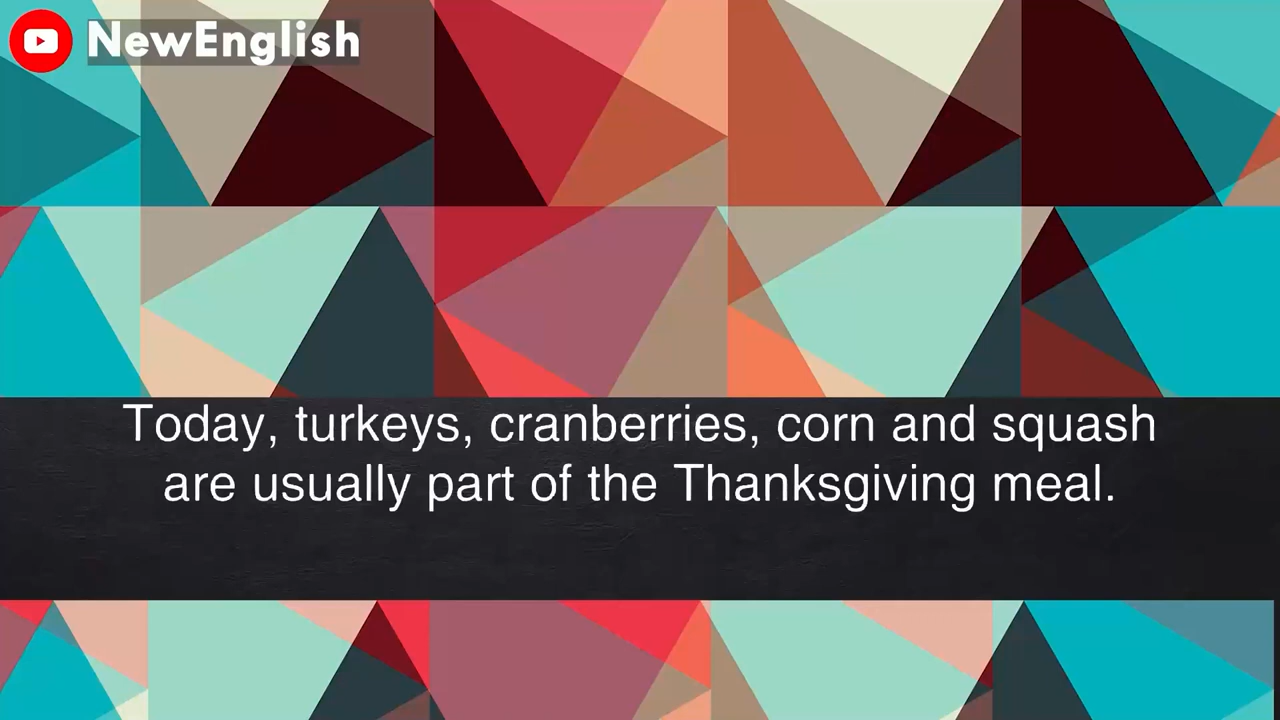 NewEnglish
Today, turkeys, cranberries, corn and squash
are usually part of the Thanksgiving meal.